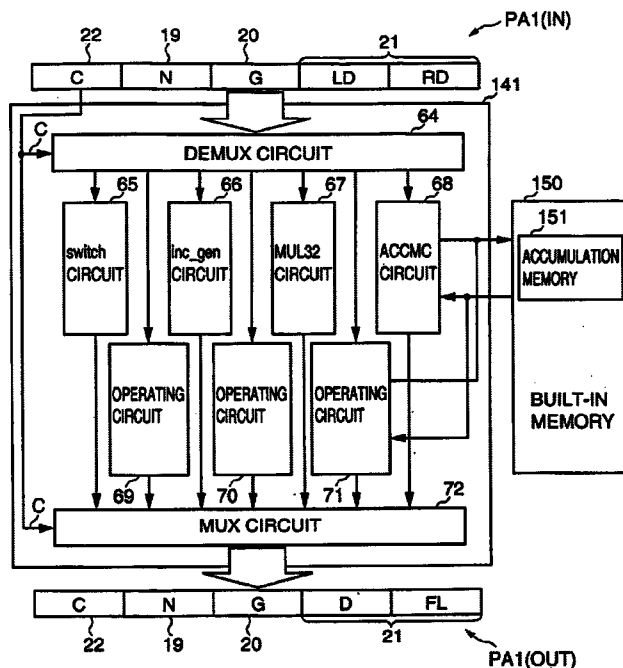 22 19 20 21 PA1(IN)
C N G LD RD
141
C 64
DEMUX CIRCUIT
65 66 67 68 150
151
switch CIRCUIT
inc_gen CIRCUIT
MUL32 CIRCUIT
ACCMC CIRCUIT
ACCUMULATION MEMORY
OPERATING CIRCUIT
OPERATING CIRCUIT
OPERATING CIRCUIT
BUILT-IN MEMORY
69 70 71 72
C
MUX CIRCUIT
C N G D FL
22 19 20 21 PA1(OUT)